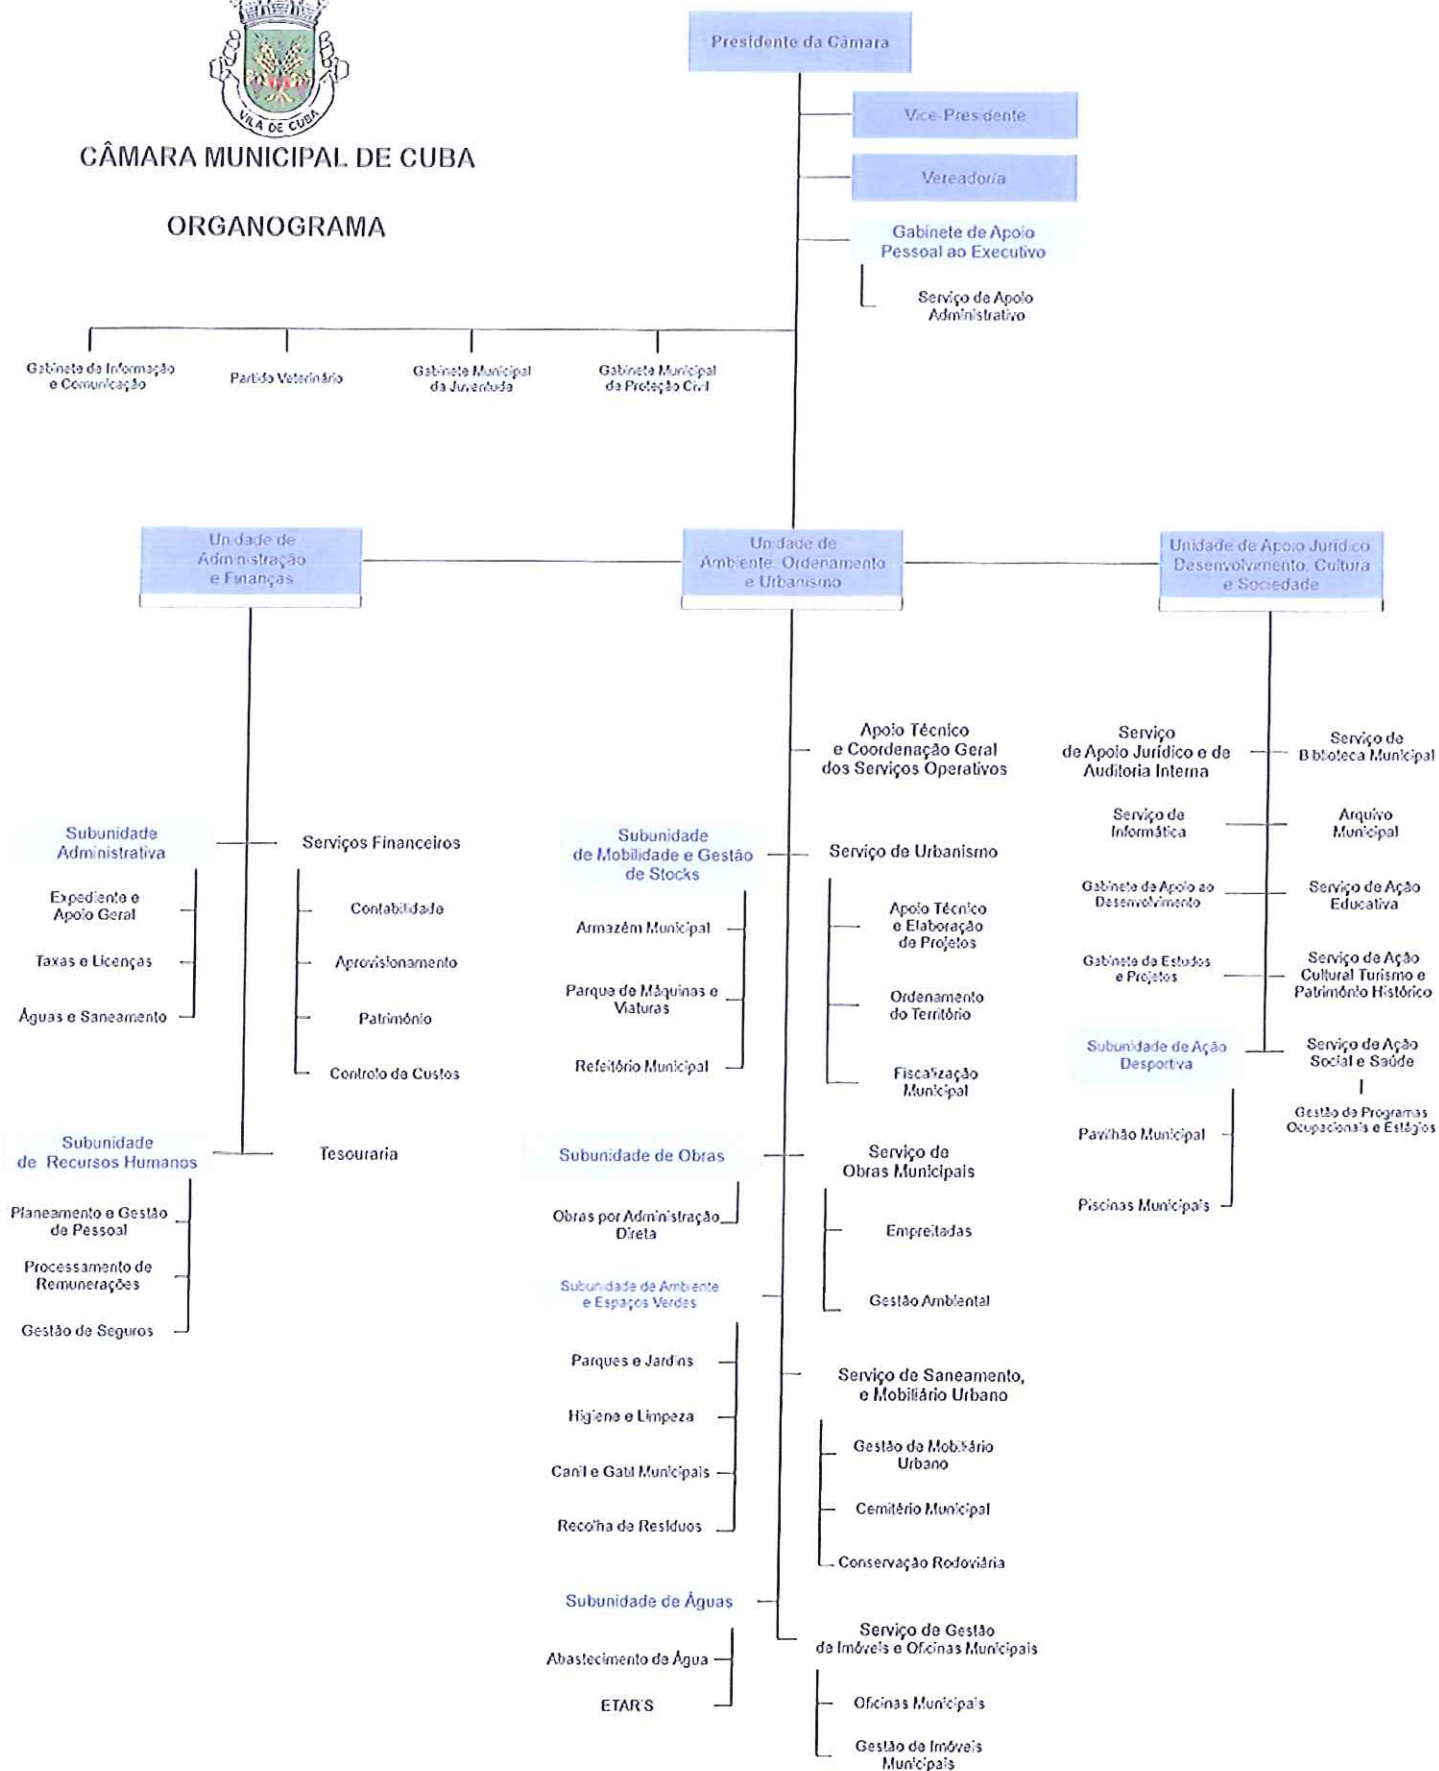 VILA DE CUBA
CÂMARA MUNICIPAL DE CUBA
ORGANOGRAMA
Presidente da Câmara
Vice-Presidente
Vereador/a
Gabinete de Apoio
Pessoal ao Executivo
Serviço de Apoio
Administrativo
Gabinete de Informação
e Comunicação
Partido Veterinário
Gabinete Municipal
da Juventude
Gabinete Municipal
de Proteção Civil
Unidade de
Administração
e Finanças
Unidade de
Ambiente, Ordenamento
e Urbanismo
Unidade de Apoio Jurídico
Desenvolvimento, Cultura
e Sociedade
Subunidade
Administrativa
Expediente e
Apoio Geral
Taxas e Licenças
Águas e Saneamento
Serviços Financeiros
Contabilidade
Aprovisionamento
Património
Controlo de Custos
Subunidade
de Recursos Humanos
Planeamento e Gestão
de Pessoal
Processamento de
Remunerações
Gestão de Seguros
Tesouraria
Apoio Técnico
e Coordenação Geral
dos Serviços Operativos
Subunidade
de Mobilidade e Gestão
de Stocks
Armazém Municipal
Parque de Máquinas e
Viaturas
Refeitório Municipal
Serviço de Urbanismo
Apoio Técnico
e Elaboração
de Projetos
Ordenamento
do Território
Fiscalização
Municipal
Subunidade de Obras
Obras por Administração
Direta
Serviço de
Obras Municipais
Empreitadas
Gestão Ambiental
Subunidade de Ambiente
e Espaços Verdes
Parques e Jardins
Higiene e Limpeza
Canil e Gatil Municipais
Recolha de Resíduos
Serviço de Saneamento,
e Mobiliário Urbano
Gestão de Mobiliário
Urbano
Cemitério Municipal
Conservação Rodoviária
Subunidade de Águas
Abastecimento de Água
ETAR'S
Serviço de Gestão
de Imóveis e Oficinas Municipais
Oficinas Municipais
Gestão de Imóveis
Municipais
Serviço
de Apoio Jurídico e de
Auditoria Interna
Serviço de
Biblioteca Municipal
Serviço de
Informática
Arquivo
Municipal
Gabinete de Apoio ao
Desenvolvimento
Serviço de Ação
Educativa
Gabinete de Estudos
e Projetos
Serviço de Ação
Cultural Turismo e
Património Histórico
Subunidade de Ação
Desportiva
Pavilhão Municipal
Piscinas Municipais
Serviço de Ação
Social e Saúde
Gestão de Programas
Ocupacionais e Estágios